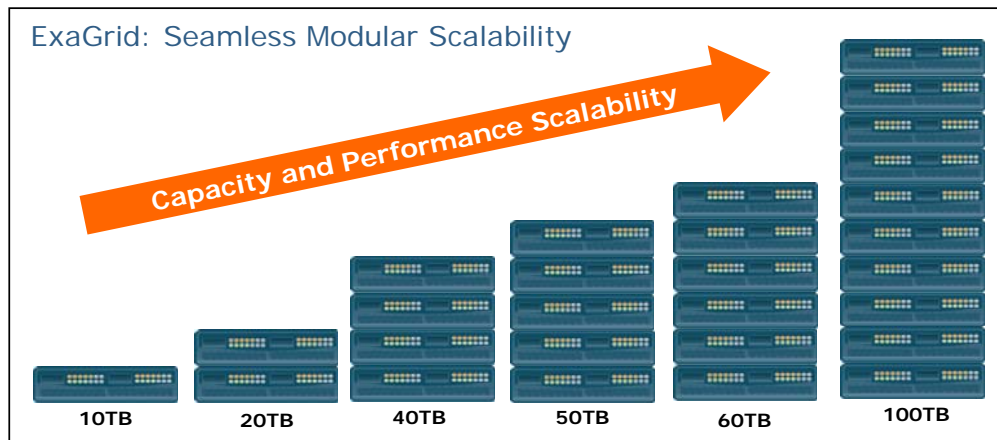 ExaGrid: Seamless Modular Scalability
Capacity and Performance Scalability
10TB
20TB
40TB
50TB
60TB
100TB